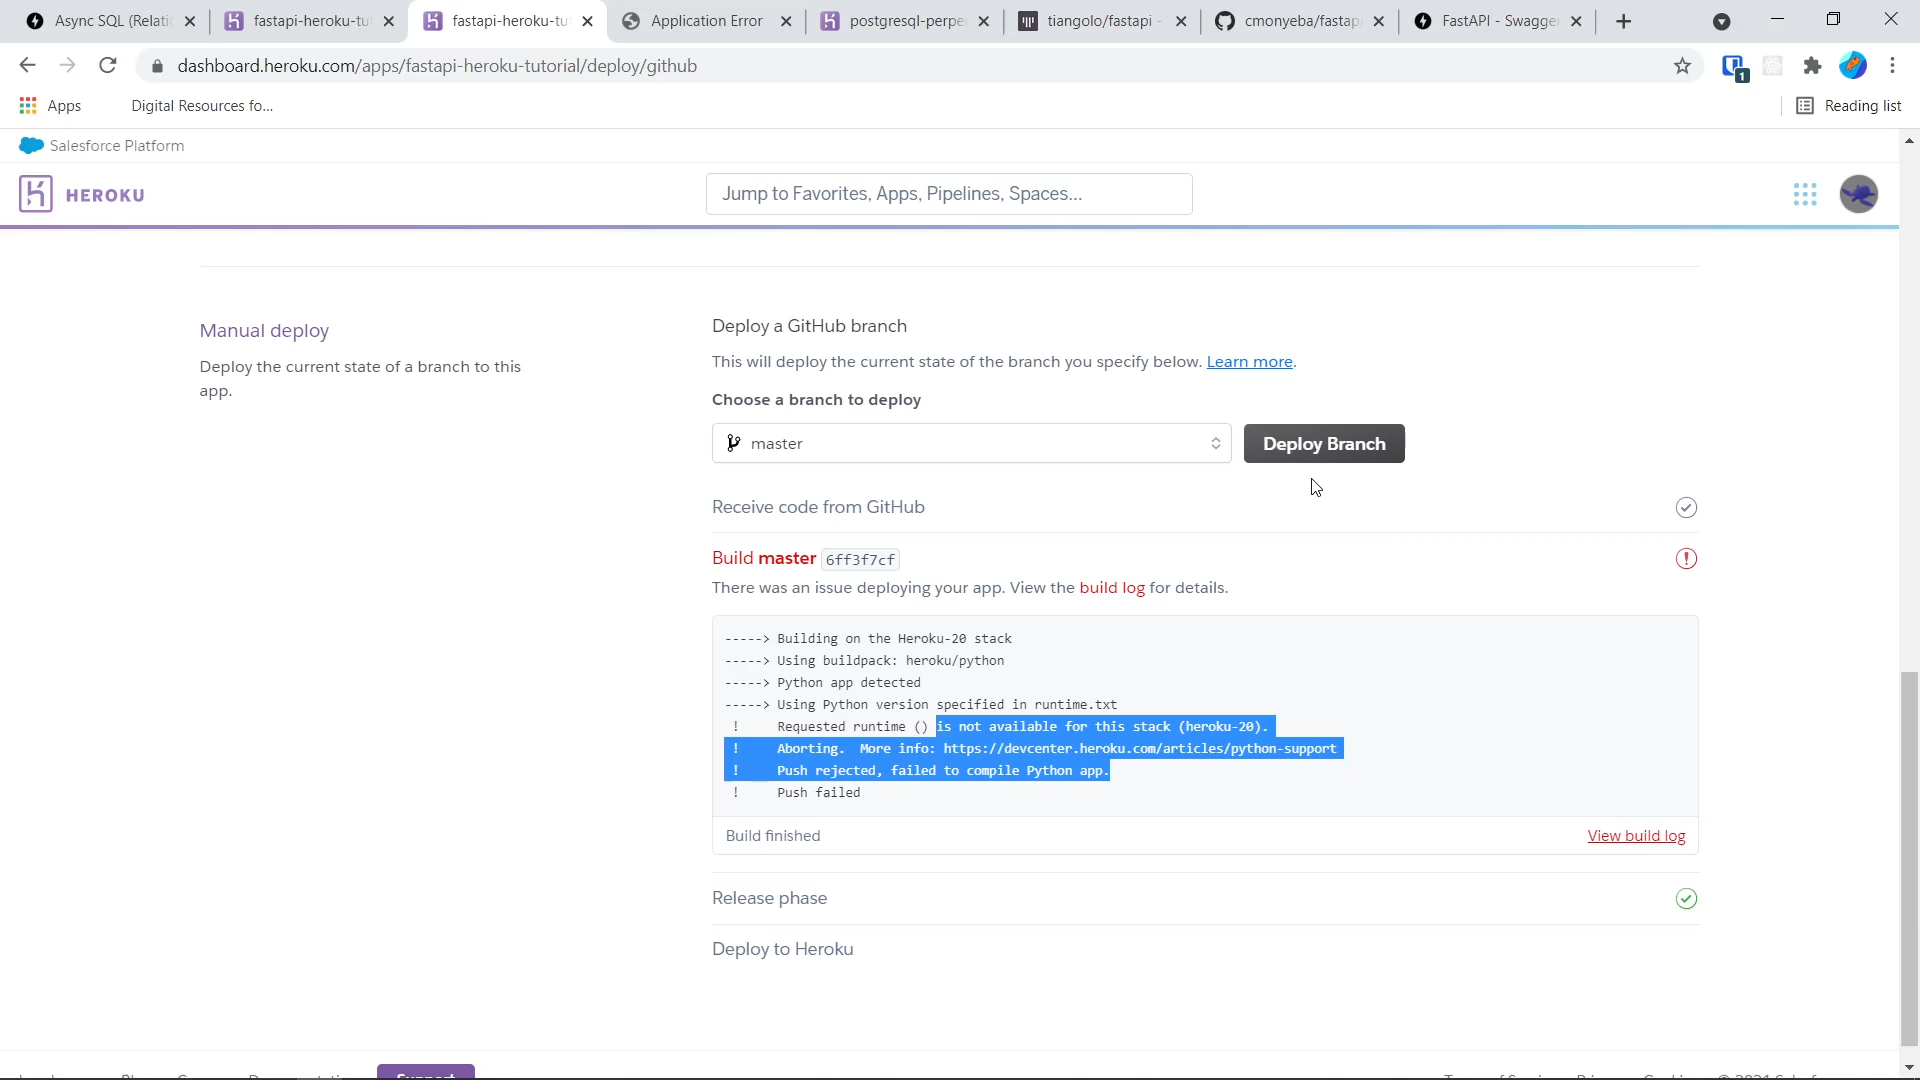 Async SQL (Relatic
fastapi-heroku-tut
fastapi-heroku-tut
Application Error
postgresql-perpe
tiangolo/fastapi -
cmonyeba/fastap
FastAPI - Swagger
dashboard.heroku.com/apps/fastapi-heroku-tutorial/deploy/github
1
Apps
Digital Resources fo...
Reading list
Salesforce Platform
HEROKU
Jump to Favorites, Apps, Pipelines, Spaces...
Manual deploy
Deploy the current state of a branch to this
app.
Deploy a GitHub branch
This will deploy the current state of the branch you specify below. Learn more.
Choose a branch to deploy
master
Deploy Branch
Receive code from GitHub
Build master 6ff3f7cf
There was an issue deploying your app. View the build log for details.
-----> Building on the Heroku-20 stack
-----> Using buildpack: heroku/python
-----> Python app detected
-----> Using Python version specified in runtime.txt
! Requested runtime () is not available for this stack (heroku-20).
! Aborting. More info: https://devcenter.heroku.com/articles/python-support
! Push rejected, failed to compile Python app.
! Push failed
Build finished
View build log
Release phase
Deploy to Heroku